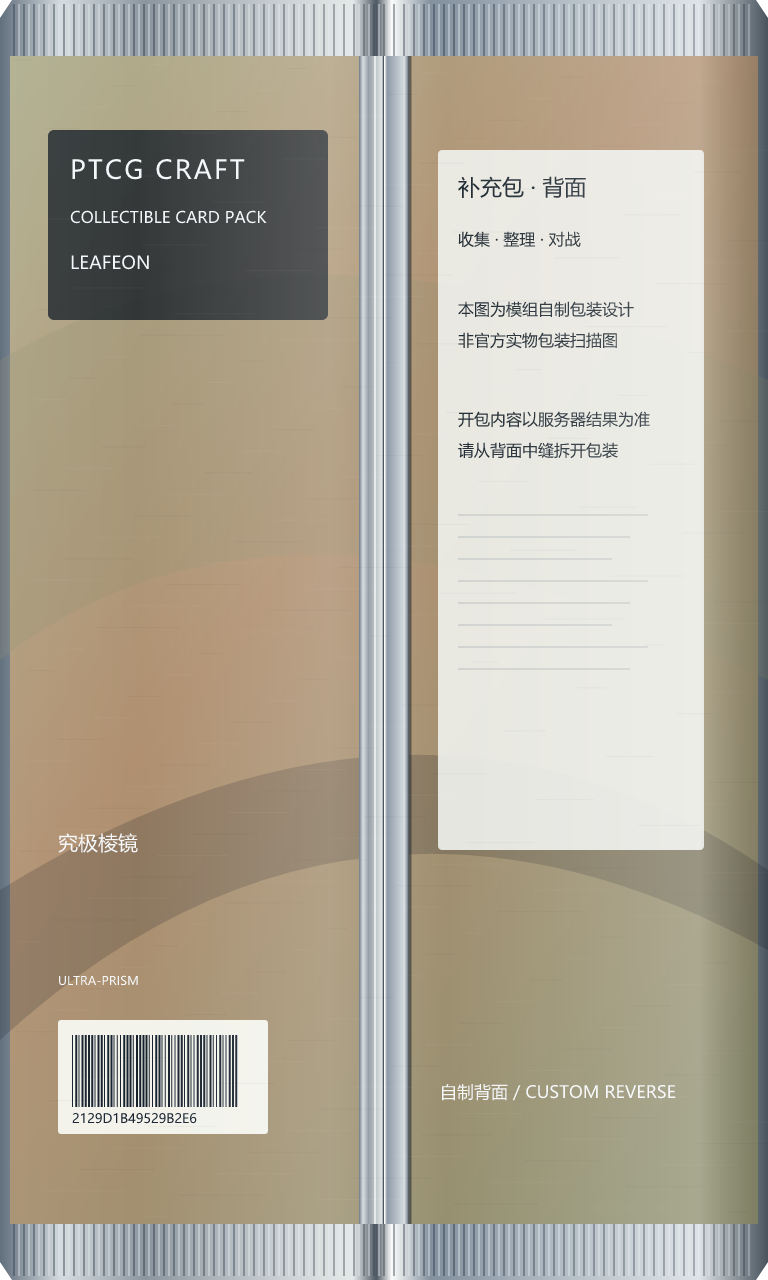 PTCG CRAFT
COLLECTIBLE CARD PACK
LEAFEON
究极棱镜
ULTRA-PRISM
2129D1B49529B2E6
补充包 · 背面
收集 · 整理 · 对战
本图为模组自制包装设计
非官方实物包装扫描图
开包内容以服务器结果为准
请从背面中缝拆开包装
自制背面 / CUSTOM REVERSE